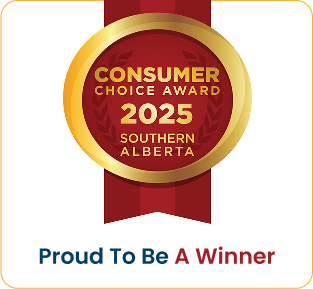 CONSUMER
CHOICE AWARD
2025
SOUTHERN
ALBERTA
Proud To Be A Winner